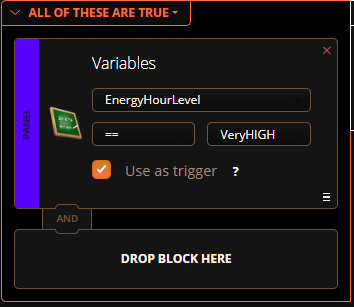 ALL OF THESE ARE TRUE
Variables
PANEL
EnergyHourLevel
== VeryHIGH
Use as trigger ?
AND
DROP BLOCK HERE